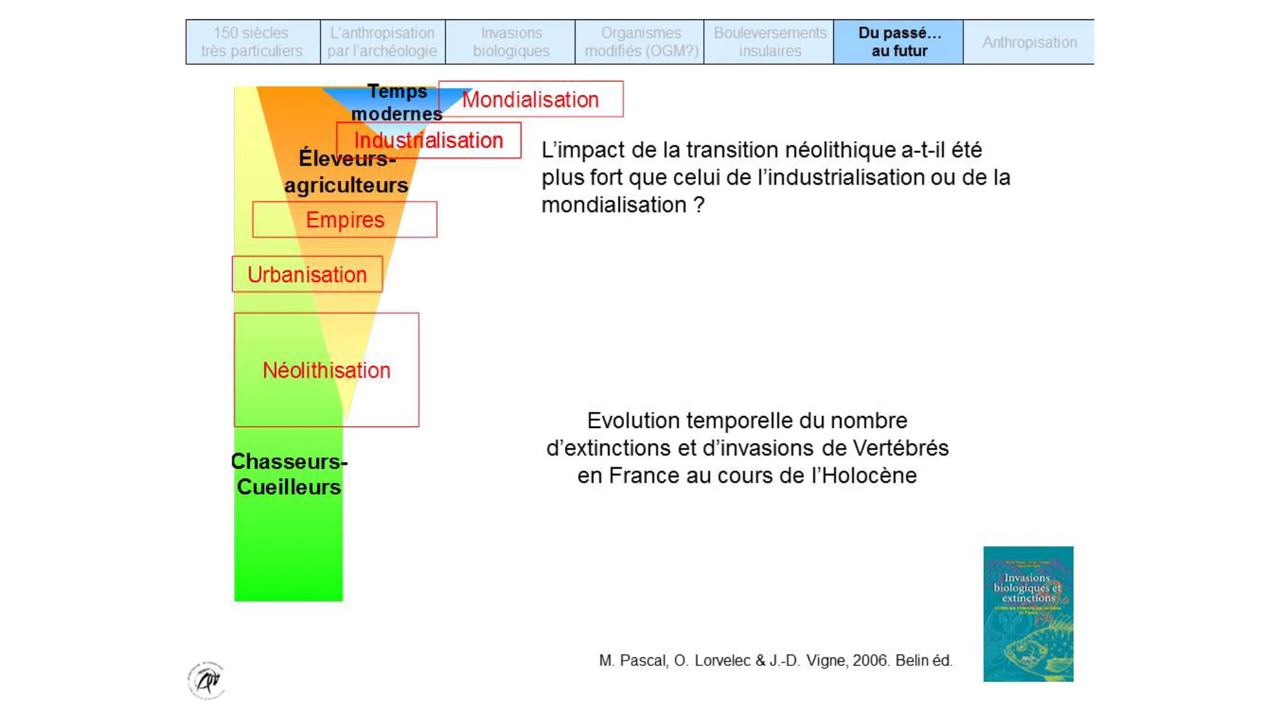 150 siècles
très particuliers
L’anthropisation
par l’archéologie
Invasions
biologiques
Organismes
modifiés (OGM?)
Bouleversements
insulaires
Du passé…
au futur
Anthropisation
Temps
modernes
Mondialisation
Industrialisation
Éleveurs-
agriculteurs
Empires
Urbanisation
Néolithisation
Chasseurs-
Cueilleurs
L’impact de la transition néolithique a-t-il été
plus fort que celui de l’industrialisation ou de la
mondialisation ?
Evolution temporelle du nombre
d’extinctions et d’invasions de Vertébrés
en France au cours de l’Holocène
Invasions
biologiques et
extinctions
M. Pascal, O. Lorvelec & J.-D. Vigne, 2006. Belin éd.